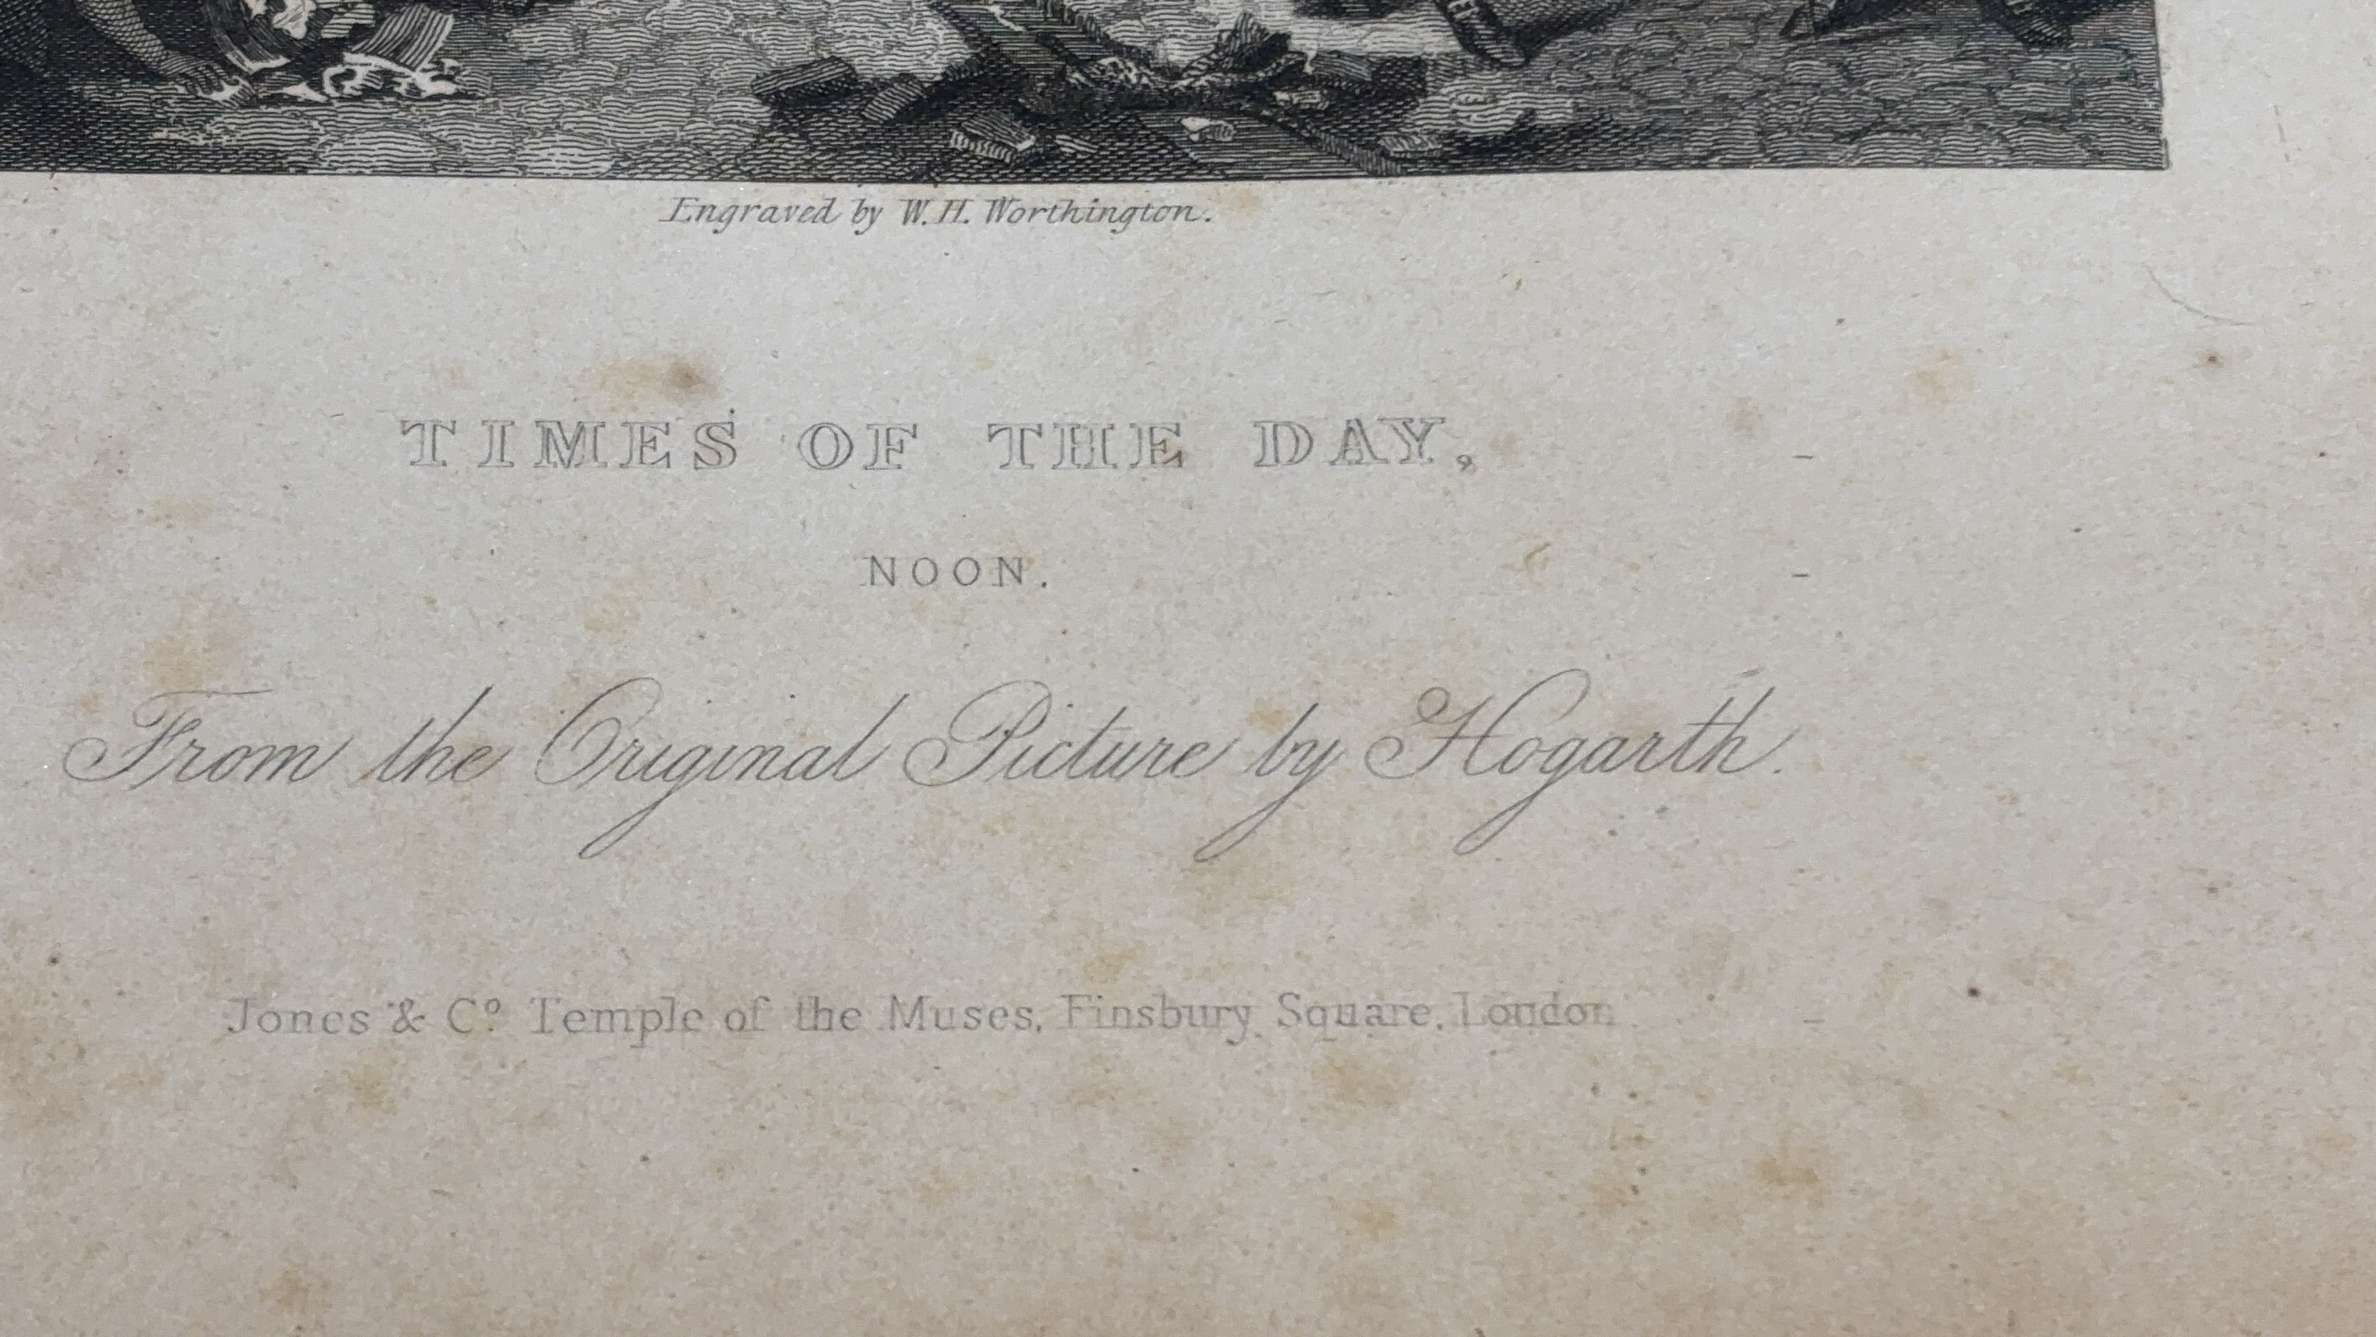 Engraved by W. H. Worthington.
TIMES OF THE DAY,
NOON.
From the Original Picture by Hogarth.
Jones & Co. Temple of the Muses, Finsbury Square, London